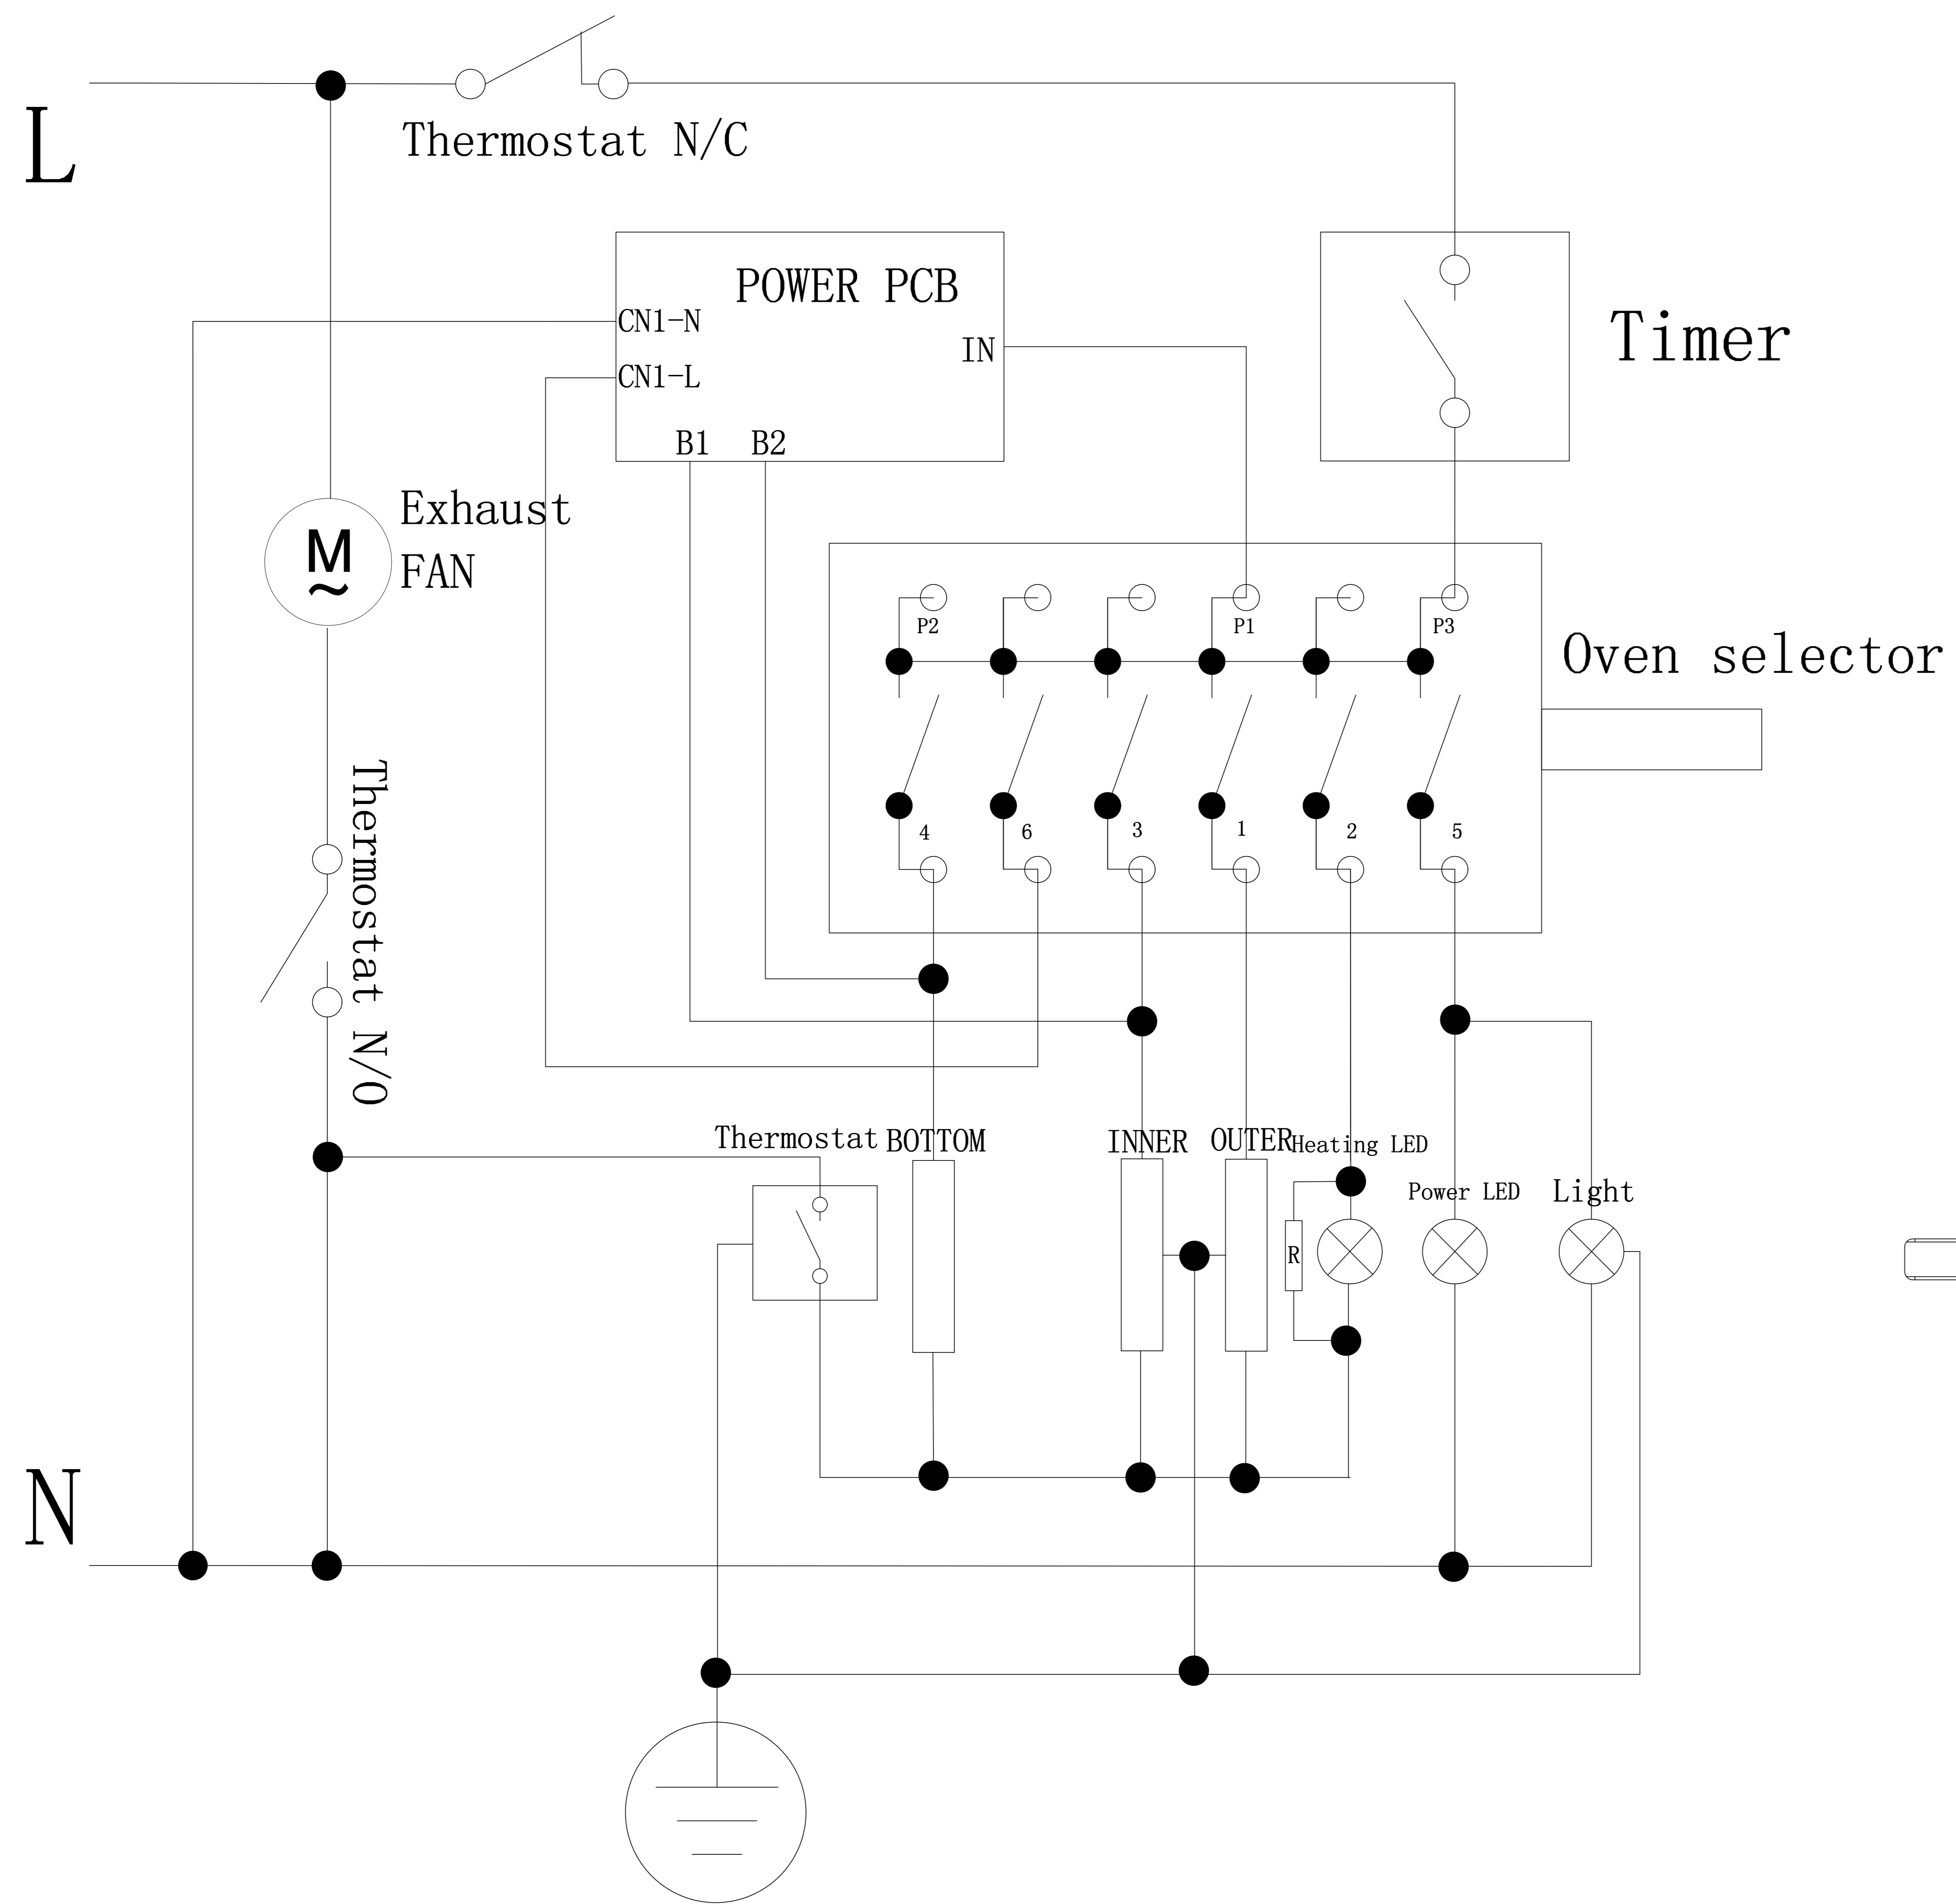 L
Thermostat N/C
POWER PCB
CN1-N
IN
CN1-L
B1 B2
Timer
Exhaust
FAN
M
~
P2 P1 P3
Oven selector
4 6 3 1 2 5
Thermostat N/O
Thermostat BOTTOM INNER OUTER Heating LED
Power LED Light
R
N